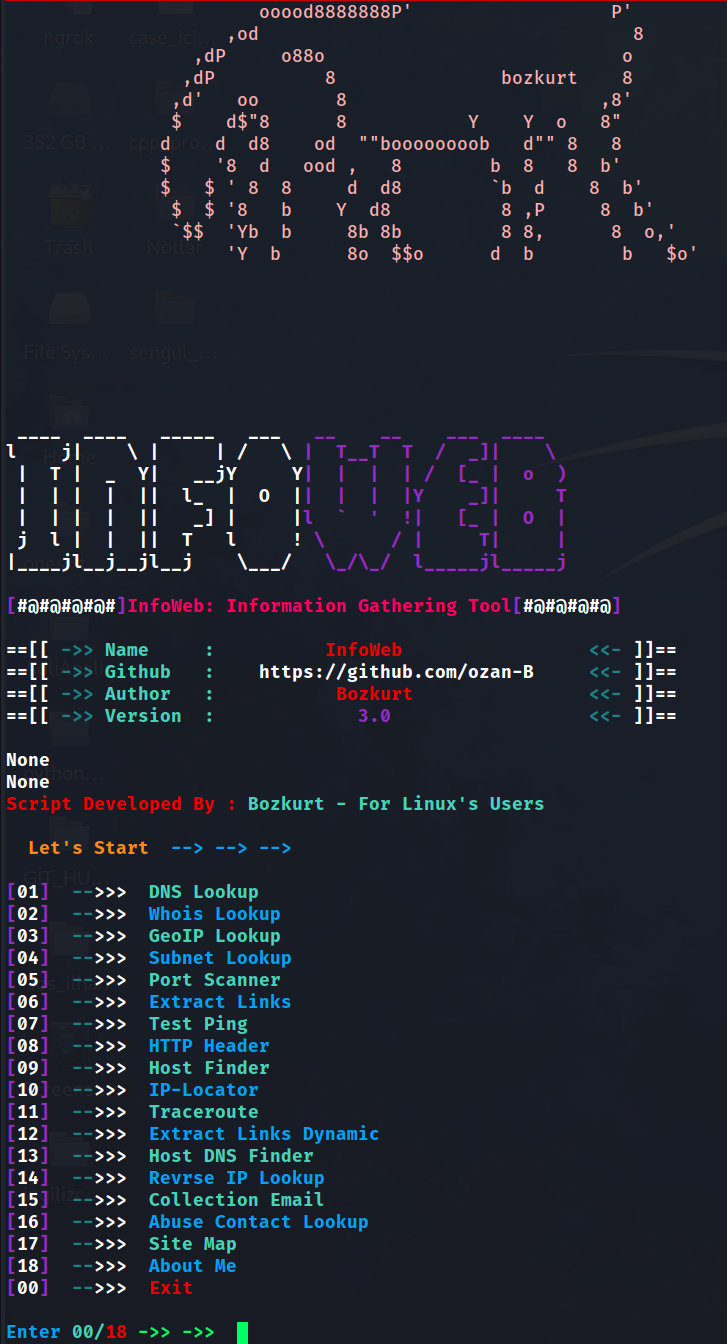 ooood8888888P'                  P'
,od                                  8
,dP     o88o                           o
,dP          8               bozkurt    8
,d'   oo       8                       ,8'
$    d$"8      8           Y    Y  o   8"
d    d  d8    od  ""boooooooob   d"" 8   8
$    '8  d   ood ,   8        b  8   8  b'
$   $ ' 8  8     d  d8        `b  d    8  b'
$  $ '8   b    Y  d8          8 ,P     8  b'
`$$  'Yb  b     8b 8b         8 8,      8  o,'
'Y  b      8o  $$o      d  b        b   $o'
INFOWEB
[#@#@#@#@#]InfoWeb: Information Gathering Tool[#@#@#@#@]
==[[ ->> Name     :          InfoWeb                 <<- ]]==
==[[ ->> Github   :    https://github.com/ozan-B     <<- ]]==
==[[ ->> Author   :           Bozkurt                <<- ]]==
==[[ ->> Version  :             3.0                  <<- ]]==
None
None
Script Developed By : Bozkurt - For Linux's Users
Let's Start  --> --> -->
[01]  -->>>  DNS Lookup
[02]  -->>>  Whois Lookup
[03]  -->>>  GeoIP Lookup
[04]  -->>>  Subnet Lookup
[05]  -->>>  Port Scanner
[06]  -->>>  Extract Links
[07]  -->>>  Test Ping
[08]  -->>>  HTTP Header
[09]  -->>>  Host Finder
[10]  -->>>  IP-Locator
[11]  -->>>  Traceroute
[12]  -->>>  Extract Links Dynamic
[13]  -->>>  Host DNS Finder
[14]  -->>>  Revrse IP Lookup
[15]  -->>>  Collection Email
[16]  -->>>  Abuse Contact Lookup
[17]  -->>>  Site Map
[18]  -->>>  About Me
[00]  -->>>  Exit
Enter 00/18 ->> ->>